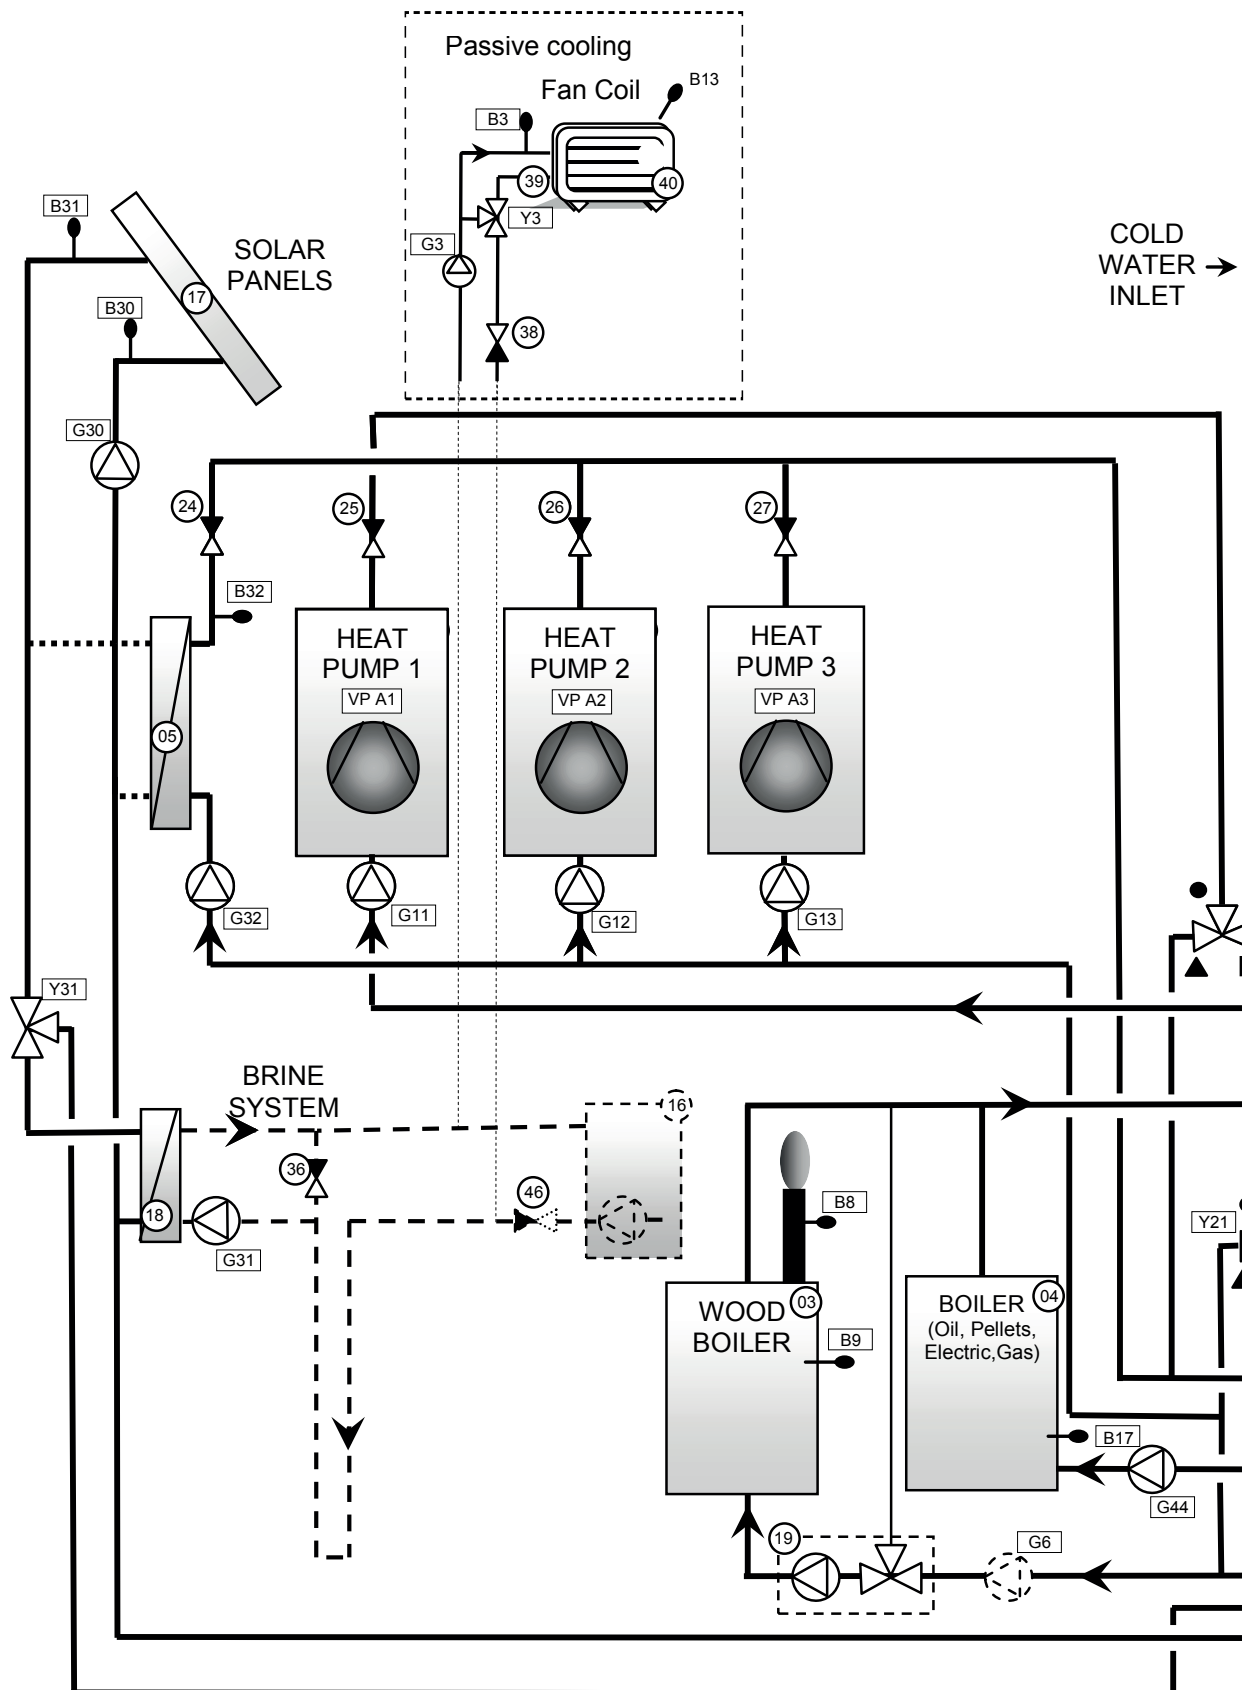 Passive cooling
Fan Coil
B13
B3
39
40
Y3
G3
38
B31
SOLAR
PANELS
17
B30
COLD
WATER
INLET
G30
24
25
26
27
B32
HEAT
PUMP 1
VP A1
HEAT
PUMP 2
VP A2
HEAT
PUMP 3
VP A3
05
G32
G11
G12
G13
Y31
BRINE
SYSTEM
16
36
46
18
G31
B8
Y21
WOOD
BOILER
03
B9
BOILER
(Oil, Pellets,
Electric,Gas)
04
B17
G44
19
G6